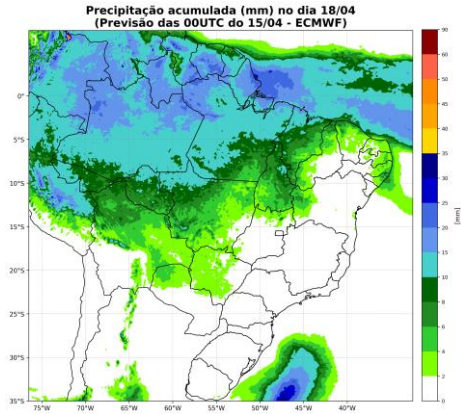 Precipitação acumulada (mm) no dia 18/04
(Previsão das 00UTC do 15/04 - ECMWF)
90
60
50
45
40
35
30
25
20
15
10
8
6
4
2
0
[mm]
0°
5°S
10°S
15°S
20°S
25°S
30°S
35°S
75°W
70°W
65°W
60°W
55°W
50°W
45°W
40°W